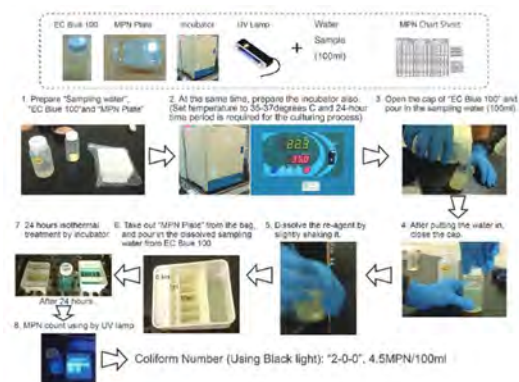 EC Blue 100
MPN Plate
Incubator
UV Lamp
Water
Sample
(100ml)
MPN Chart Sheet
+
1. Prepare "Sampling water",
"EC Blue 100"and "MPN Plate"
2. At the same time, prepare the incubator also.
(Set temperature to 35-37degrees C and 24-hour
time period is required for the culturing process)
3. Open the cap of "EC Blue 100" and
pour in the sampling water (100ml).
4. After putting the water in,
close the cap.
5. Dissolve the re-agent by
slightly shaking it.
6. Take out "MPN Plate" from the bag,
and pour in the dissolved sampling
water from EC Blue 100
7. 24 hours isothermal
treatment by incubator.
After 24 hours
8. MPN count using by UV lamp
Coliform Number (Using Black light): "2-0-0", 4.5MPN/100ml